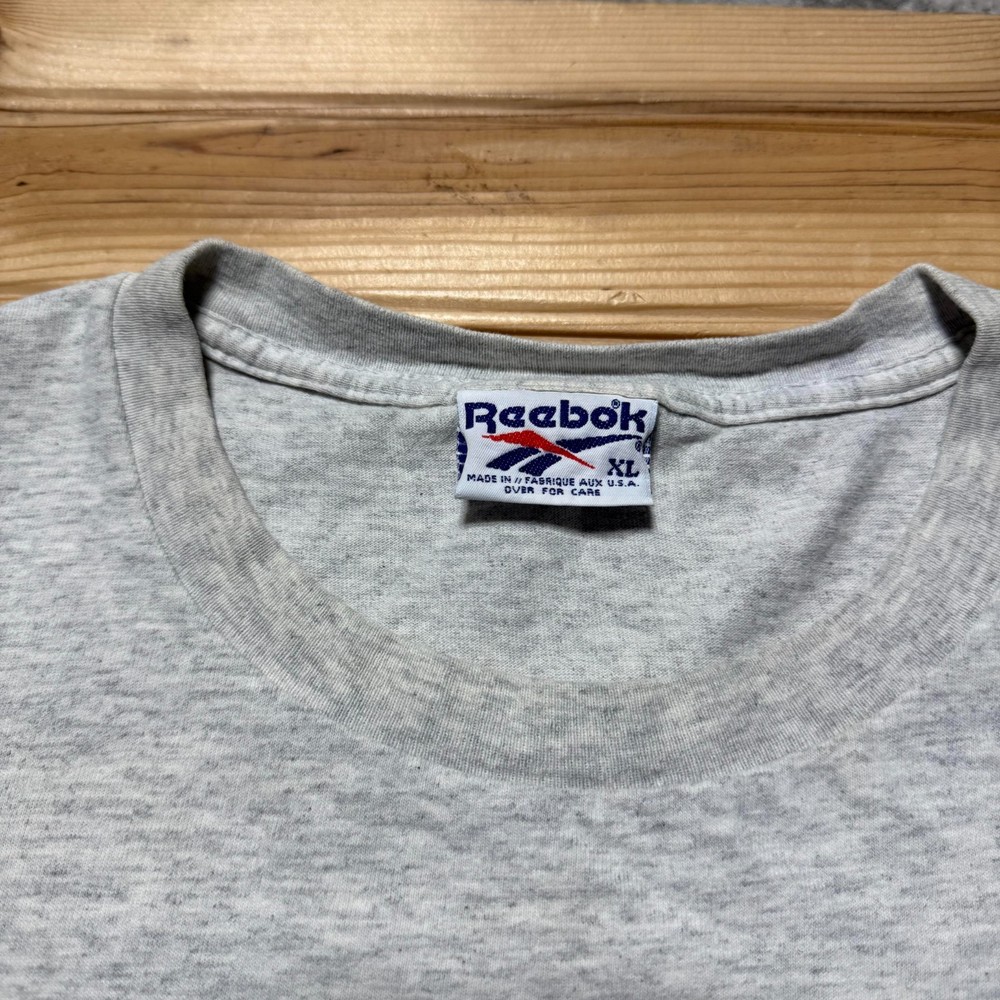 Reebok®
XL
MADE IN // FABRIQUE AUX U.S.A.
OVER FOR CARE